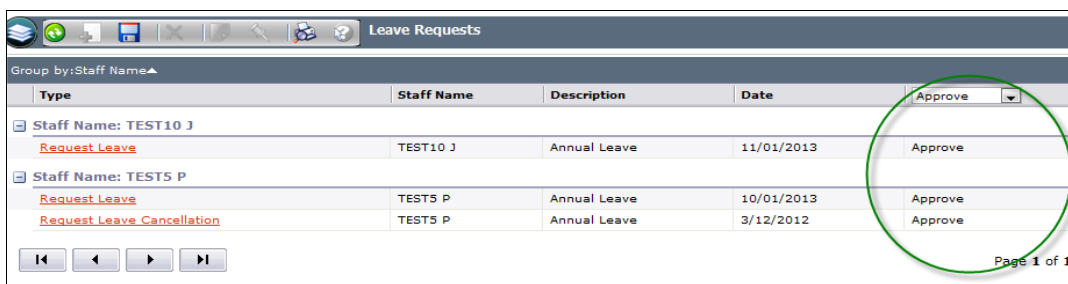 Leave Requests
Group by:Staff Name▲
Type Staff Name Description Date Approve
Staff Name: TEST10 J
Request Leave TEST10 J Annual Leave 11/01/2013 Approve
Staff Name: TEST5 P
Request Leave TEST5 P Annual Leave 10/01/2013 Approve
Request Leave Cancellation TEST5 P Annual Leave 3/12/2012 Approve
Page 1 of 1